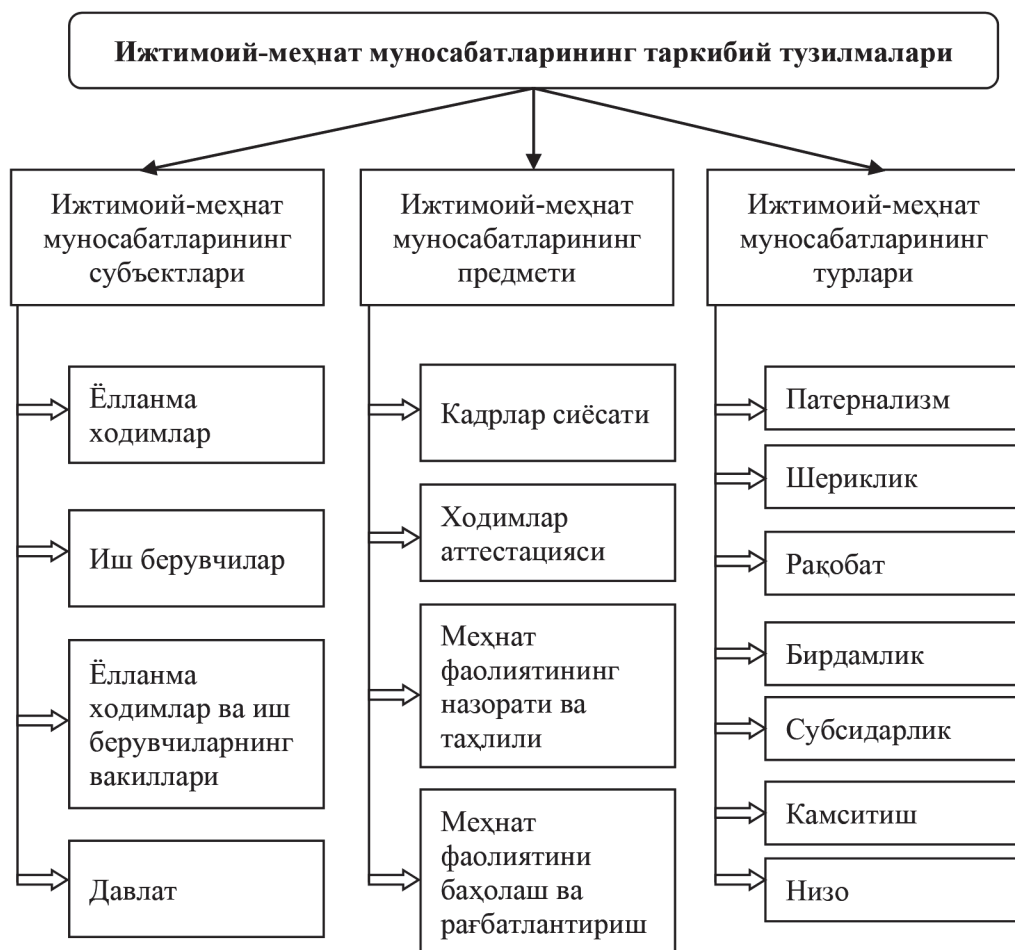 Ижтимоий-меҳнат муносабатларининг таркибий тузилмалари
Ижтимоий-меҳнат
муносабатларининг
субъектлари
Ёлланма
ходимлар
Иш берувчилар
Ёлланма
ходимлар ва иш
берувчиларнинг
вакиллари
Давлат
Ижтимоий-меҳнат
муносабатларининг
предмети
Кадрлар сиёсати
Ходимлар
аттестацияси
Меҳнат
фаолиятининг
назорати ва
таҳлили
Меҳнат
фаолиятини
баҳолаш ва
рағбатлантириш
Ижтимоий-меҳнат
муносабатларининг
турлари
Патернализм
Шериклик
Рақобат
Бирдамлик
Субсидарлик
Камситиш
Низо